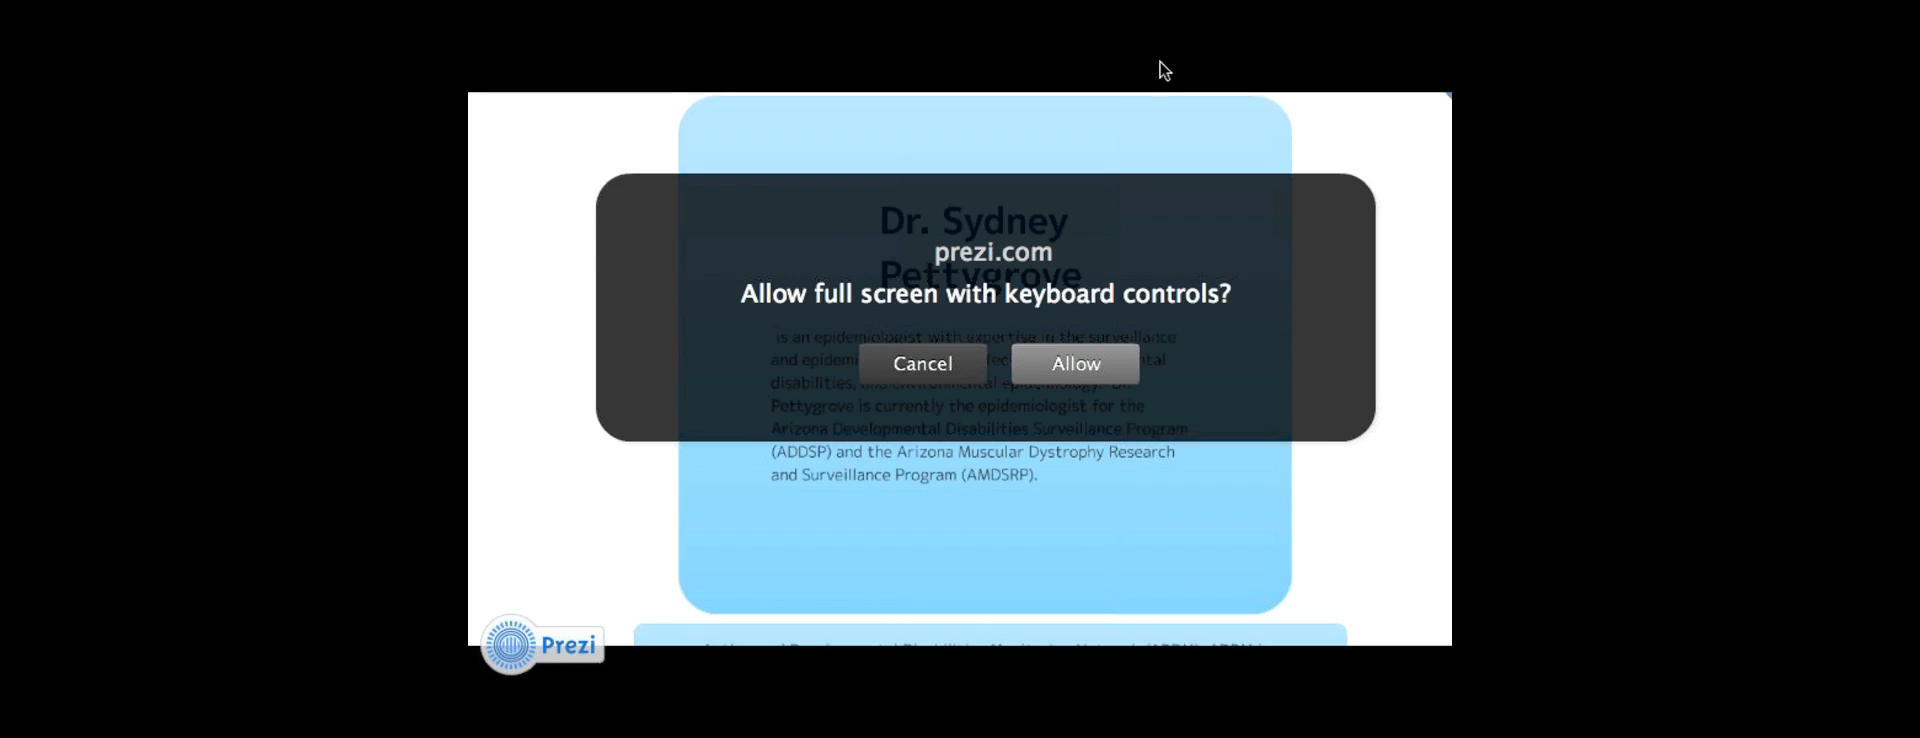 Dr. Sydney
prezi.com
Pettygrove
Allow full screen with keyboard controls?
is an epidemiologist with expertise in the surveillance
and
Cancel
Allow
disabilities,
Pettygrove is currently the epidemiologist for the
Arizona Developmental Disabilities Surveillance Program
(ADDSP) and the Arizona Muscular Dystrophy Research
and Surveillance Program (AMDSRP).
Prezi